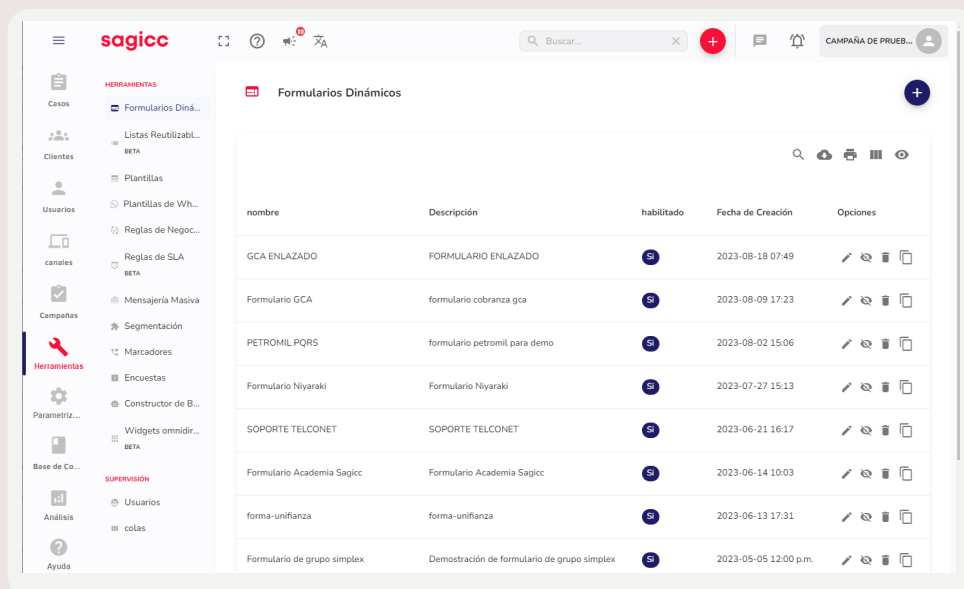 sagicc
10
Buscar...
CAMPAÑA DE PRUEB...
Casos
Clientes
Usuarios
canales
Campañas
Herramientas
Parametriz...
Base de Co...
Análisis
Ayuda
HERRAMIENTAS
Formularios Diná...
Listas Reutilizabl...
BETA
Plantillas
Plantillas de Wh...
Reglas de Negoc...
Reglas de SLA
BETA
Mensajería Masiva
Segmentación
Marcadores
Encuestas
Constructor de B...
Widgets omnidir...
BETA
SUPERVISIÓN
Usuarios
colas
Formularios Dinámicos
nombre Descripción habilitado Fecha de Creación Opciones
GCA ENLAZADO FORMULARIO ENLAZADO Si 2023-08-18 07:49
Formulario GCA formulario cobranza gca Si 2023-08-09 17:23
PETROMIL PQRS formulario petromil para demo Si 2023-08-02 15:06
Formulario Niyaraki Formulario Niyaraki Si 2023-07-27 15:13
SOPORTE TELCONET SOPORTE TELCONET Si 2023-06-21 16:17
Formulario Academia Sagicc Formulario Academia Sagicc Si 2023-06-14 10:03
forma-unifianza forma-unifianza Si 2023-06-13 17:31
Formulario de grupo simplex Demostración de formulario de grupo simplex Si 2023-05-05 12:00 p.m.